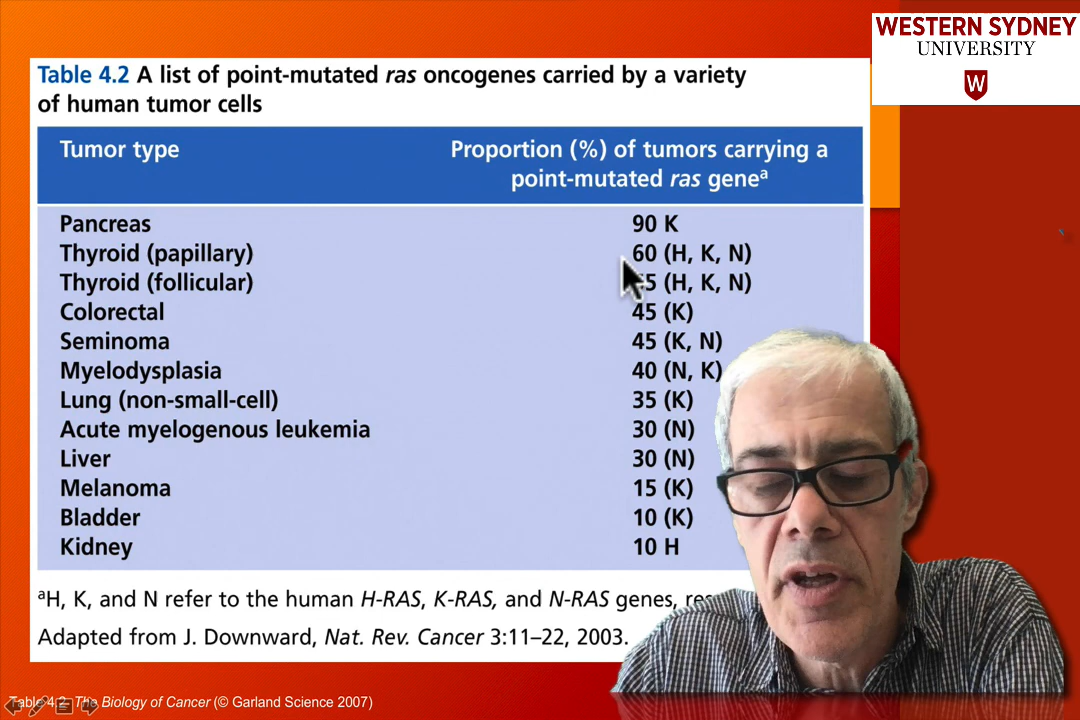 WESTERN SYDNEY
UNIVERSITY
W
Table 4.2 A list of point-mutated ras oncogenes carried by a variety
of human tumor cells
Tumor type Proportion (%) of tumors carrying a
point-mutated ras geneᵃ
Pancreas 90 K
Thyroid (papillary) 60 (H, K, N)
Thyroid (follicular) 5 (H, K, N)
Colorectal 45 (K)
Seminoma 45 (K, N)
Myelodysplasia 40 (N, K)
Lung (non-small-cell) 35 (K)
Acute myelogenous leukemia 30 (N)
Liver 30 (N)
Melanoma 15 (K)
Bladder 10 (K)
Kidney 10 H
ᵃH, K, and N refer to the human H-RAS, K-RAS, and N-RAS genes,
Adapted from J. Downward, Nat. Rev. Cancer 3:11–22, 2003.
Table 4.2 The Biology of Cancer (© Garland Science 2007)